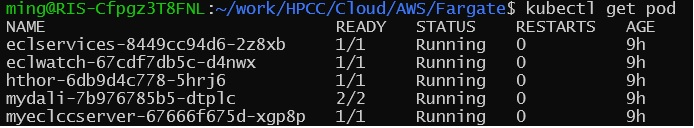 ming@RIS-Cfpgz3T8FNL:~/work/HPCC/Cloud/AWS/Fargate$ kubectl get pod
NAME READY STATUS RESTARTS AGE
eclservices-8449cc94d6-2z8xb 1/1 Running 0 9h
eclwatch-67cdf7db5c-d4nwx 1/1 Running 0 9h
hthor-6db9d4c778-5hrj6 1/1 Running 0 9h
mydali-7b976785b5-dtplc 2/2 Running 0 9h
myeclccserver-67666f675d-xgp8p 1/1 Running 0 9h